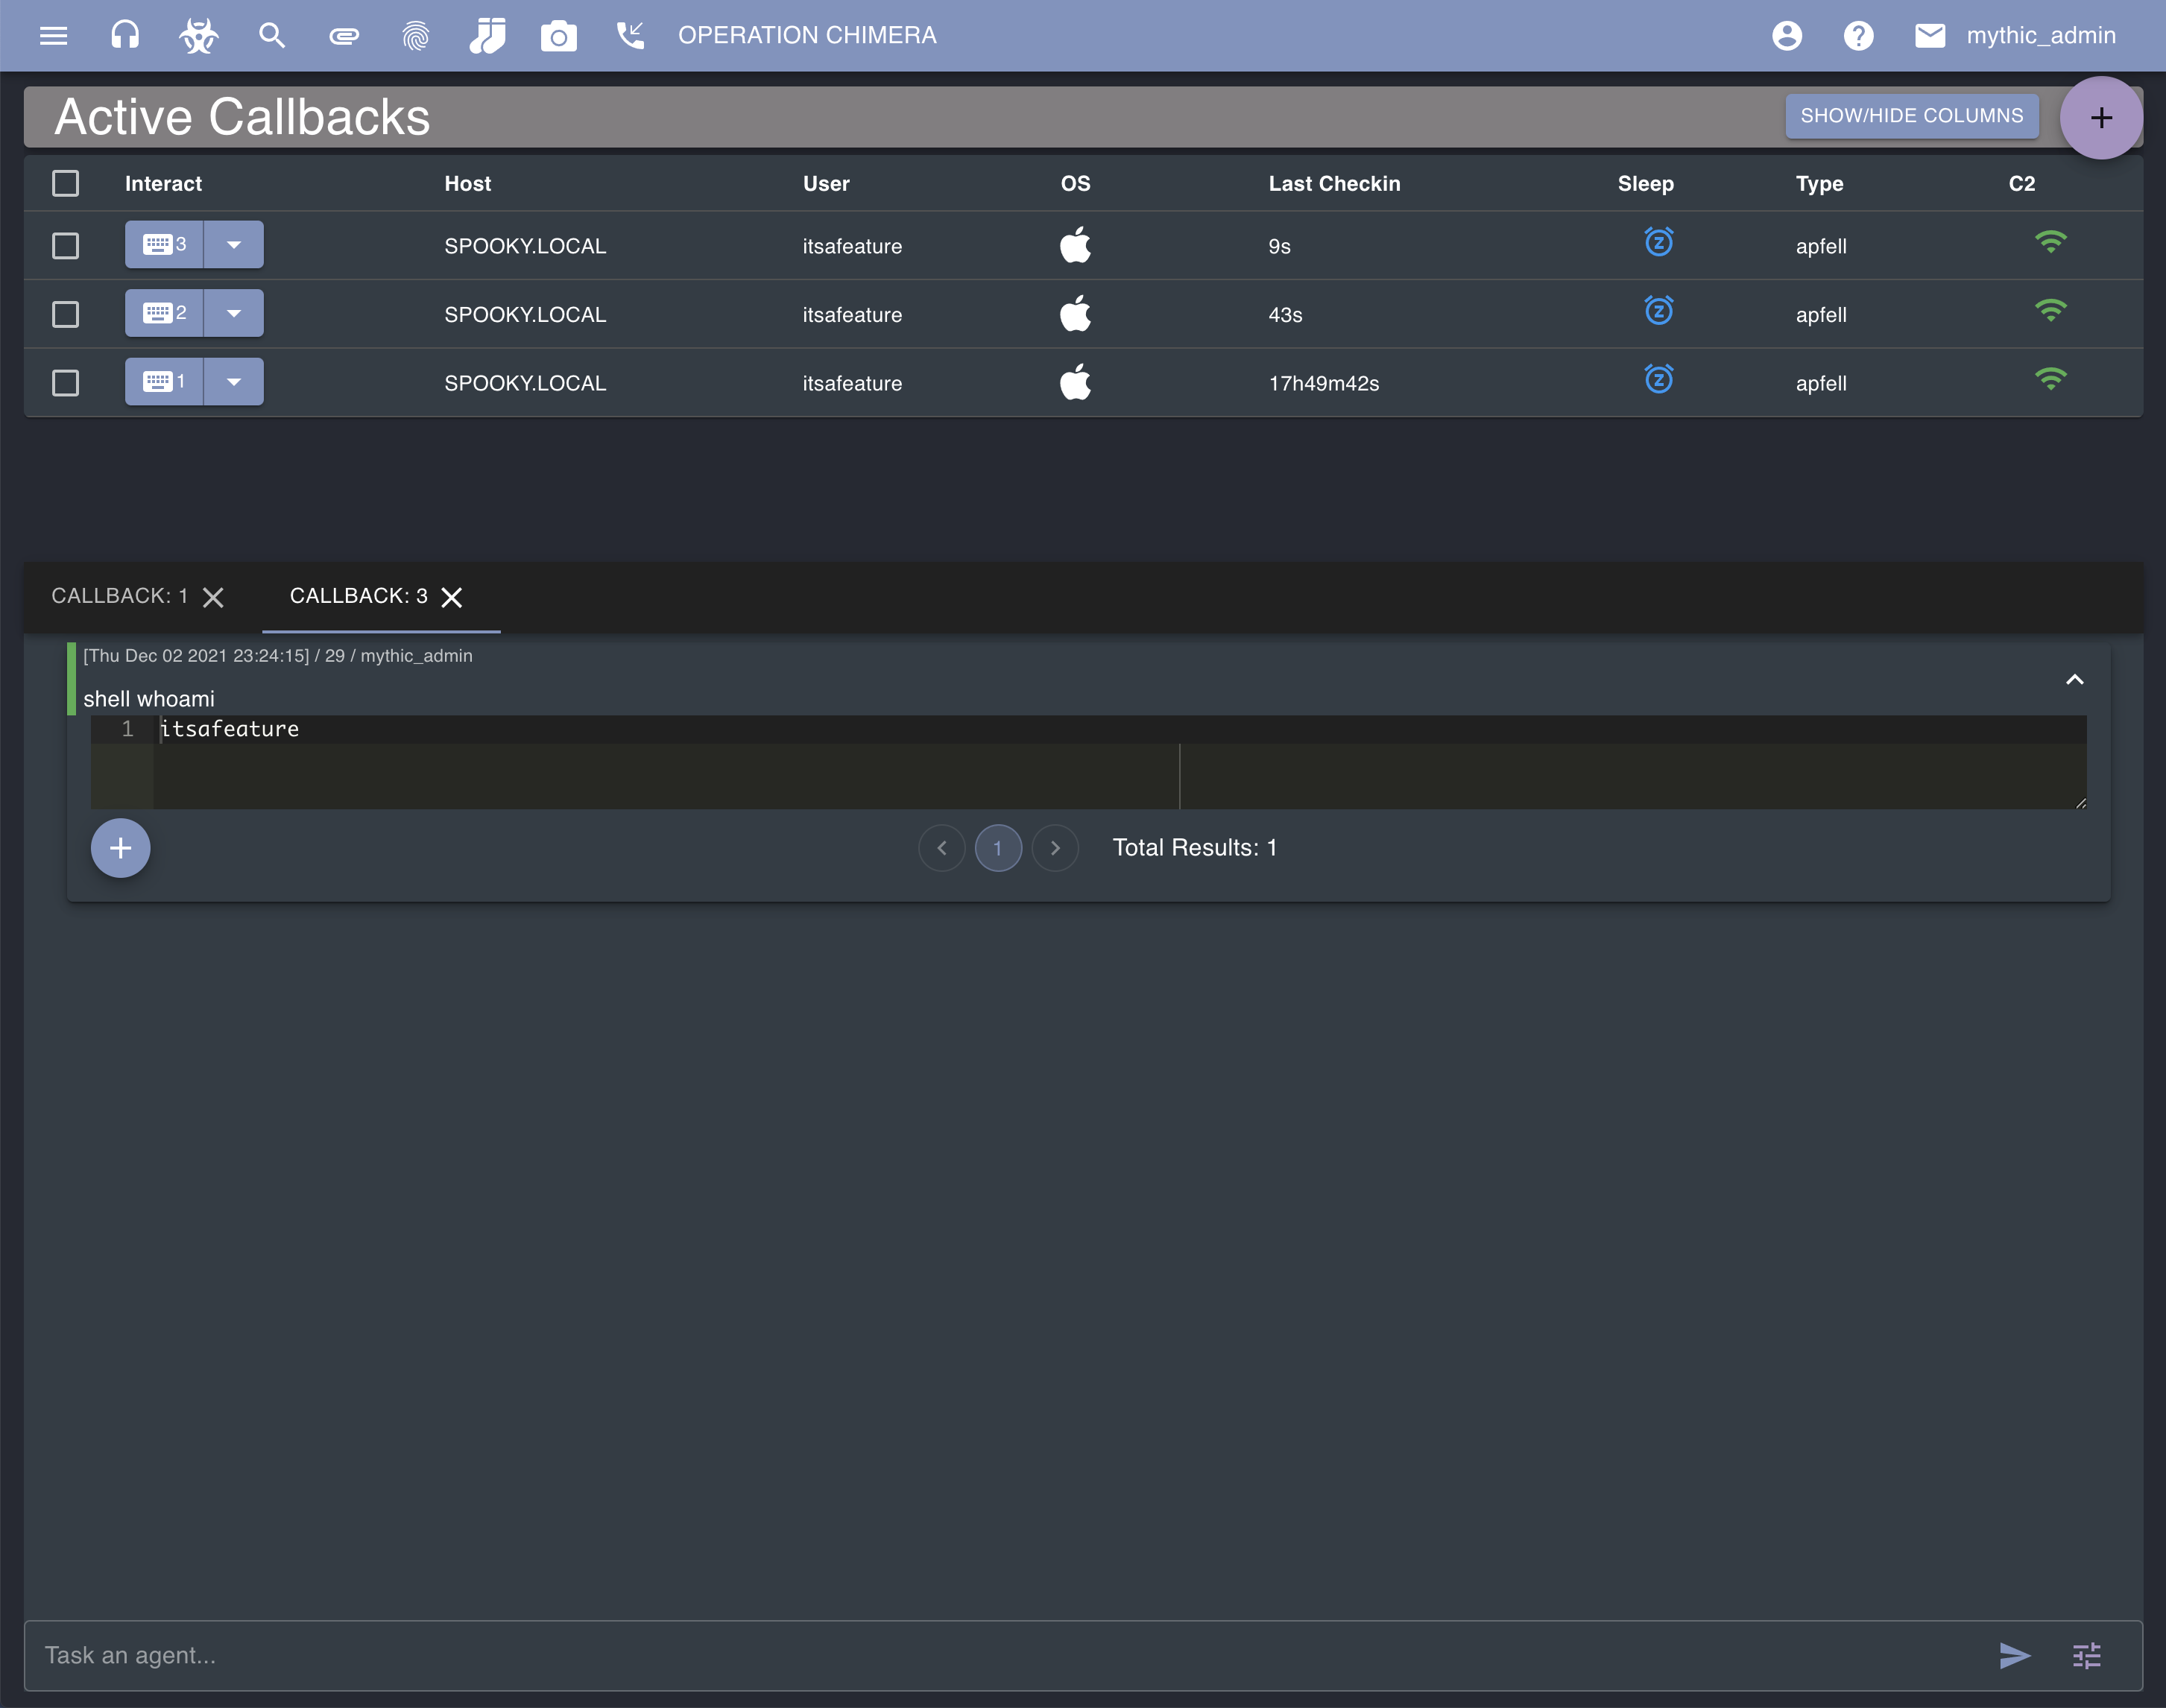 OPERATION CHIMERA
mythic_admin
Active Callbacks
SHOW/HIDE COLUMNS
Interact Host User OS Last Checkin Sleep Type C2
3 SPOOKY.LOCAL itsafeature 9s apfell
2 SPOOKY.LOCAL itsafeature 43s apfell
1 SPOOKY.LOCAL itsafeature 17h49m42s apfell
CALLBACK: 1 CALLBACK: 3
[Thu Dec 02 2021 23:24:15] / 29 / mythic_admin
shell whoami
1 itsafeature
1 Total Results: 1
Task an agent...